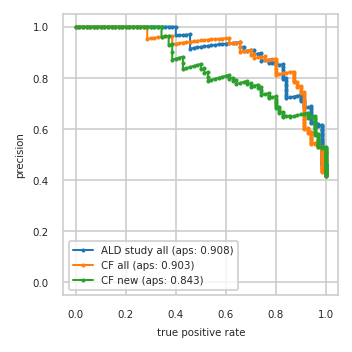 1.0
0.8
0.6
0.4
0.2
0.0
precision
ALD study all (aps: 0.908)
CF all (aps: 0.903)
CF new (aps: 0.843)
0.0 0.2 0.4 0.6 0.8 1.0
true positive rate